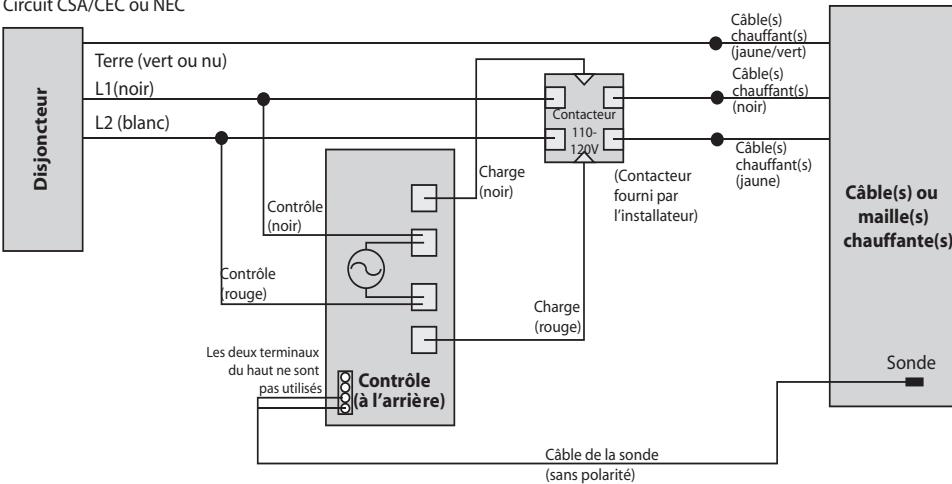 Circuit CSA/CEC ou NEC
Disjoncteur
Terre (vert ou nu)
L1(noir)
L2 (blanc)
Câble(s)
chauffant(s)
(jaune/vert)
Câble(s)
chauffant(s)
(noir)
Câble(s)
chauffant(s)
(jaune)
Contacteur
110-
120V
(Contacteur
fourni par
l’installateur)
Charge
(noir)
Contrôle
(noir)
Contrôle
(rouge)
Charge
(rouge)
Câble(s) ou
maille(s)
chauffante(s)
Sonde
Les deux terminaux
du haut ne sont
pas utilisés
Contrôle
(à l’arrière)
Câble de la sonde
(sans polarité)